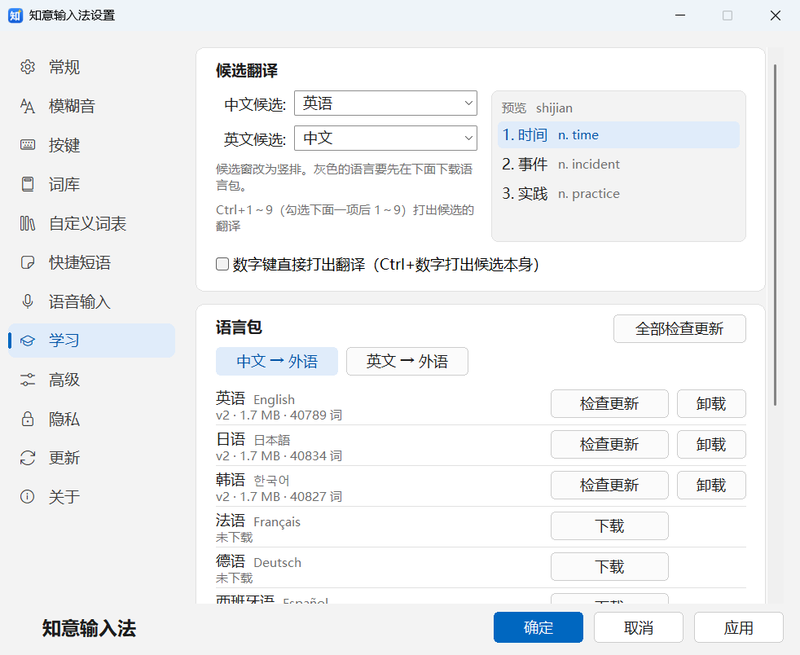 知 知意输入法设置
常规
模糊音
按键
词库
自定义词表
快捷短语
语音输入
学习
高级
隐私
更新
关于
知意输入法
候选翻译
中文候选: 英语
英文候选: 中文
候选窗改为竖排。灰色的语言要先在下面下载语
言包。
Ctrl+1～9（勾选下面一项后 1～9）打出候选的
翻译
预览 shijian
1. 时间 n. time
2. 事件 n. incident
3. 实践 n. practice
数字键直接打出翻译（Ctrl+数字打出候选本身）
语言包 全部检查更新
中文 → 外语 英文 → 外语
英语 English 检查更新 卸载
v2 · 1.7 MB · 40789 词
日语 日本語 检查更新 卸载
v2 · 1.7 MB · 40834 词
韩语 한국어 检查更新 卸载
v2 · 1.7 MB · 40827 词
法语 Français 下载
未下载
德语 Deutsch 下载
未下载
西班牙语 Español 下载
确定 取消 应用